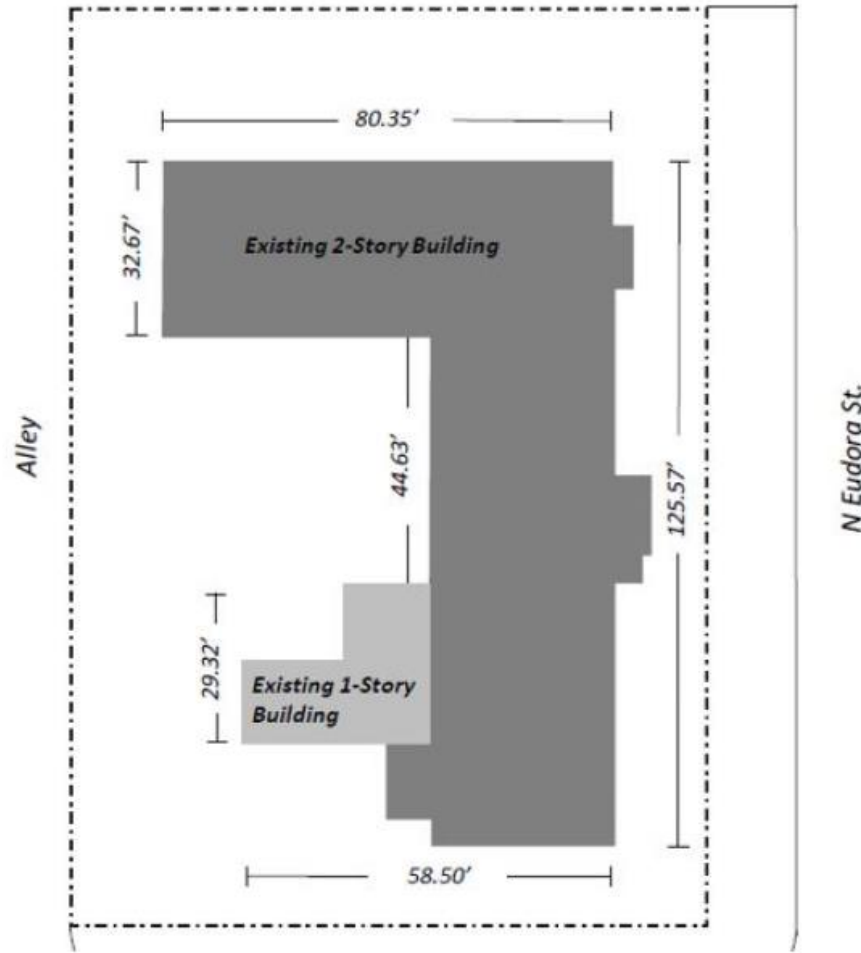 80.35’
32.67’
Existing 2-Story Building
Alley
44.63’
125.57’
N Eudora St.
29.32’
Existing 1-Story
Building
58.50’